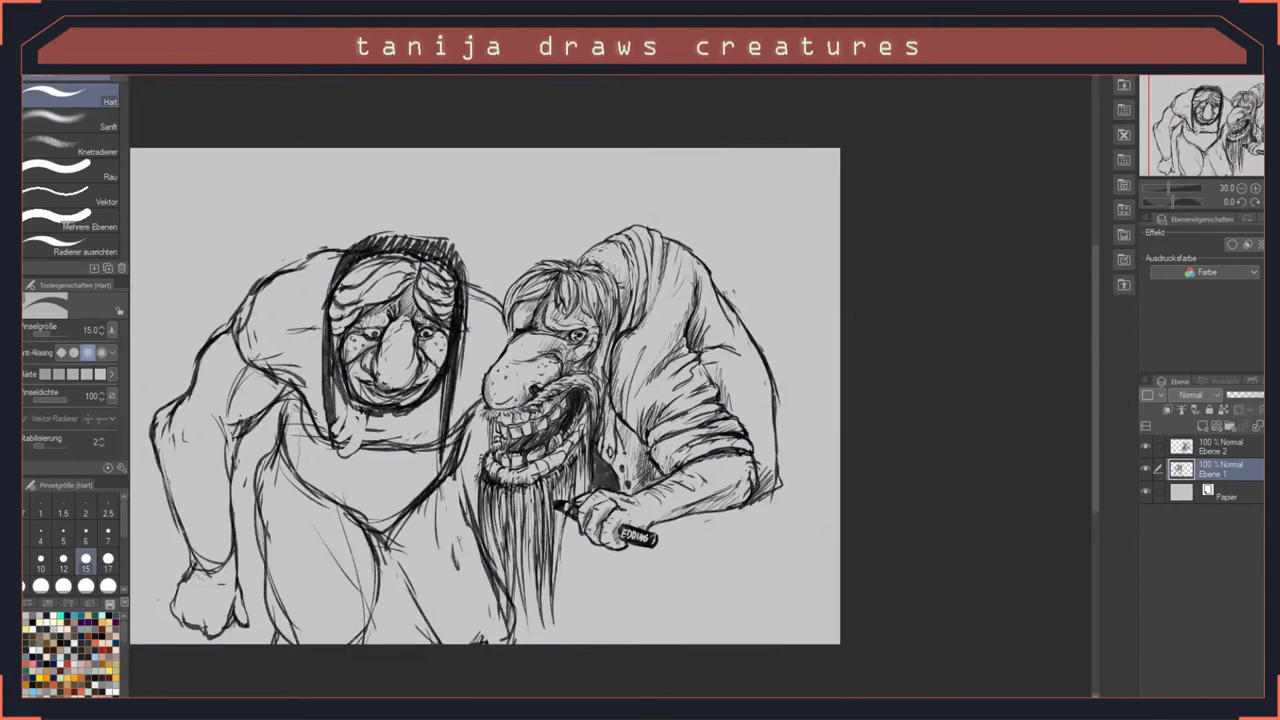 tanija draws creatures
Hart
Sanft
Knetradierer
Rau
Vektor
Mehrere Ebenen
Radierer ausrichten
Tooleigenschaften [Hart]
Pinselgröße 15.0
Anti-Aliasing
Härte
Pinseldichte 100
Vektor-Radierer
Stabilisierung 2
Pinselgröße
1 1.5 2 2.5
4 5 6 7
10 12 15 17
EDDING
30.0
0.0
Ebeneneigenschaften
Effekt
Ausdrucksfarbe
Farbe
Ebene
Normal
100 % Normal
Ebene 2
100 % Normal
Ebene 1
Papier